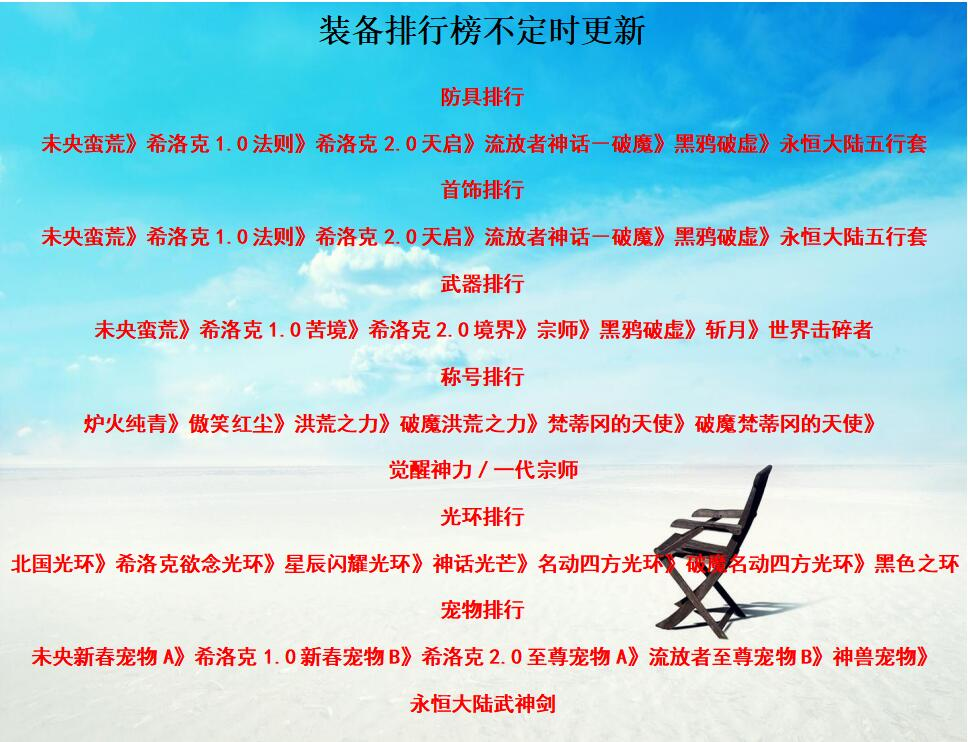 装备排行榜不定时更新
防具排行
未央蛮荒》希洛克1.0法则》希洛克2.0天启》流放者神话－破魔》黑鸦破虚》永恒大陆五行套
首饰排行
未央蛮荒》希洛克1.0法则》希洛克2.0天启》流放者神话－破魔》黑鸦破虚》永恒大陆五行套
武器排行
未央蛮荒》希洛克1.0苦境》希洛克2.0境界》宗师》黑鸦破虚》斩月》世界击碎者
称号排行
炉火纯青》傲笑红尘》洪荒之力》破魔洪荒之力》梵蒂冈的天使》破魔梵蒂冈的天使》
觉醒神力/一代宗师
光环排行
北国光环》希洛克欲念光环》星辰闪耀光环》神话光芒》名动四方光环》破魔名动四方光环》黑色之环
宠物排行
未央新春宠物A》希洛克1.0新春宠物B》希洛克2.0至尊宠物A》流放者至尊宠物B》神兽宠物》
永恒大陆武神剑